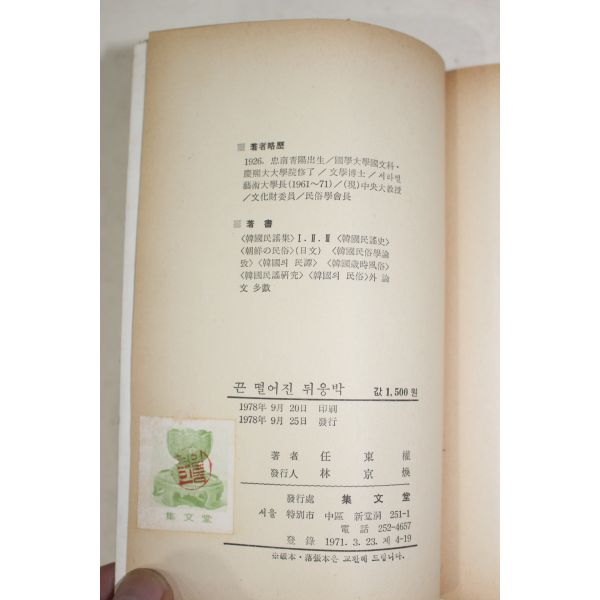 ■ 著者略歷
1926. 忠南靑陽出生／國學大學國文科·
慶熙大大學院修了／文學博士／서라벌
藝術大學長(1961～71)／(現)中央大敎授
／文化財委員／民俗學會長
■ 著 書
〈韓國民謠集〉Ⅰ.Ⅱ.Ⅲ 〈韓國民謠史〉
〈朝鮮の民俗〉(日文) 〈韓國民俗學論
攷〉〈韓國의 民譚〉 〈韓國歲時風俗〉
〈韓國民謠硏究〉〈韓國의 民俗〉外 論
文 多數
끈 떨어진 뒤웅박 값 1,500 원
1978年 9月 20日 印刷
1978年 9月 25日 發行
著 者 任 東 權
發行人 林 京 煥
發行處 集 文 堂
서울 特別市 中區 新堂洞 251-1
電 話 252-4657
登 錄 1971. 3. 23. 제 4-19
※破本·落張本은 교환해 드립니다.
集 文 堂